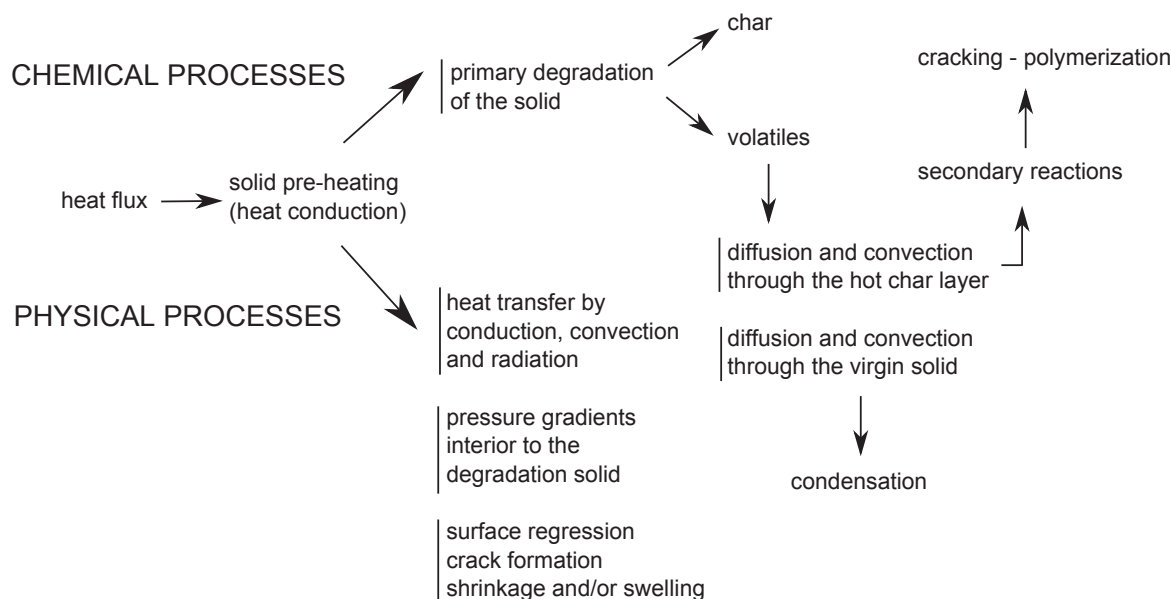 char
CHEMICAL PROCESSES
primary degradation
of the solid
cracking - polymerization
volatiles
heat flux
solid pre-heating
(heat conduction)
secondary reactions
diffusion and convection
through the hot char layer
PHYSICAL PROCESSES
heat transfer by
conduction, convection
and radiation
diffusion and convection
through the virgin solid
pressure gradients
interior to the
degradation solid
condensation
surface regression
crack formation
shrinkage and/or swelling